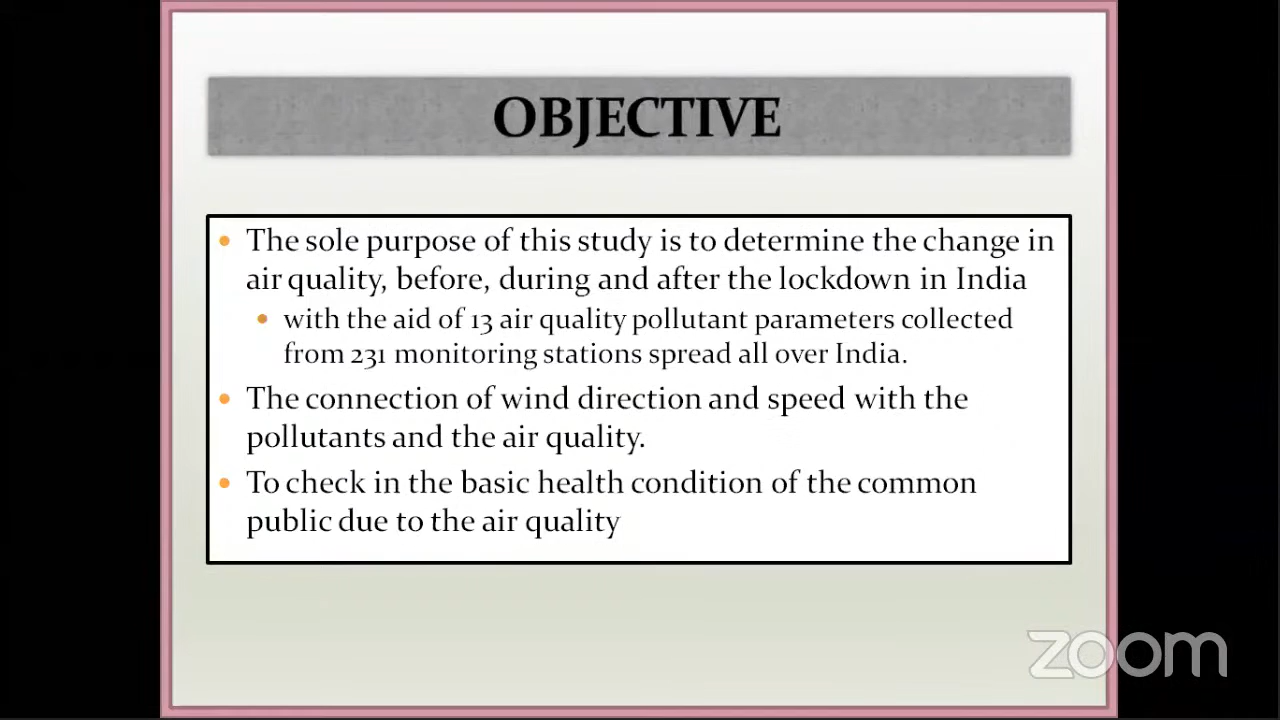 OBJECTIVE
• The sole purpose of this study is to determine the change in
air quality, before, during and after the lockdown in India
• with the aid of 13 air quality pollutant parameters collected
from 231 monitoring stations spread all over India.
• The connection of wind direction and speed with the
pollutants and the air quality.
• To check in the basic health condition of the common
public due to the air quality
zoom